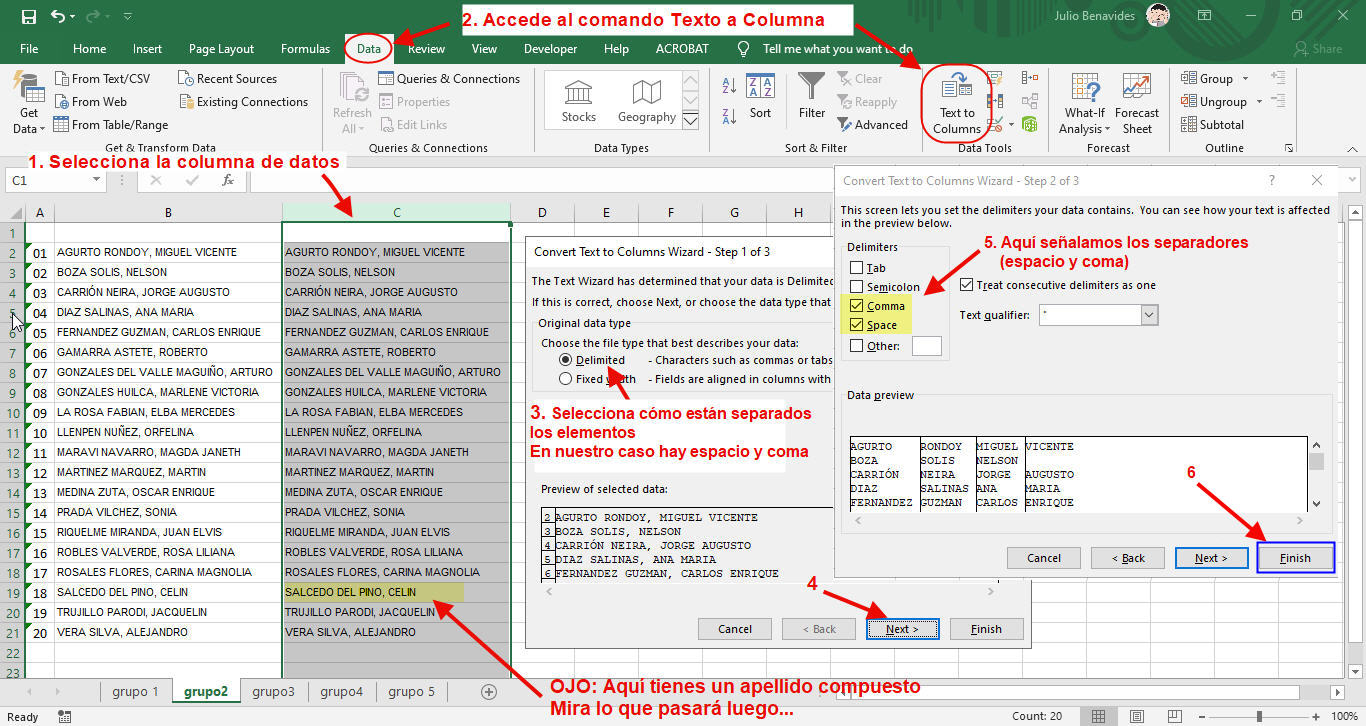 2. Accede al comando Texto a Columna
Julio Benavides
File Home Insert Page Layout Formulas Data Review View Developer Help ACROBAT Tell me what you want to do Share
From Text/CSV Recent Sources Queries & Connections Clear Group
From Web Existing Connections Properties Reapply Ungroup
From Table/Range Edit Links Advanced Subtotal
Get Data Refresh All Stocks Geography Sort Filter Text to Columns What-If Analysis Forecast Sheet
Get & Transform Data Queries & Connections Data Types Sort & Filter Data Tools Forecast Outline
1. Selecciona la columna de datos
C1 fx
A B C D E F G H
1
2 01 AGURTO RONDOY, MIGUEL VICENTE AGURTO RONDOY, MIGUEL VICENTE
3 02 BOZA SOLIS, NELSON BOZA SOLIS, NELSON
4 03 CARRIÓN NEIRA, JORGE AUGUSTO CARRIÓN NEIRA, JORGE AUGUSTO
5 04 DIAZ SALINAS, ANA MARIA DIAZ SALINAS, ANA MARIA
6 05 FERNANDEZ GUZMAN, CARLOS ENRIQUE FERNANDEZ GUZMAN, CARLOS ENRIQUE
7 06 GAMARRA ASTETE, ROBERTO GAMARRA ASTETE, ROBERTO
8 07 GONZALES DEL VALLE MAGUIÑO, ARTURO GONZALES DEL VALLE MAGUIÑO, ARTURO
9 08 GONZALES HUILCA, MARLENE VICTORIA GONZALES HUILCA, MARLENE VICTORIA
10 09 LA ROSA FABIAN, ELBA MERCEDES LA ROSA FABIAN, ELBA MERCEDES
11 10 LLENPEN NUÑEZ, ORFELINA LLENPEN NUÑEZ, ORFELINA
12 11 MARAVI NAVARRO, MAGDA JANETH MARAVI NAVARRO, MAGDA JANETH
13 12 MARTINEZ MARQUEZ, MARTIN MARTINEZ MARQUEZ, MARTIN
14 13 MEDINA ZUTA, OSCAR ENRIQUE MEDINA ZUTA, OSCAR ENRIQUE
15 14 PRADA VILCHEZ, SONIA PRADA VILCHEZ, SONIA
16 15 RIQUELME MIRANDA, JUAN ELVIS RIQUELME MIRANDA, JUAN ELVIS
17 16 ROBLES VALVERDE, ROSA LILIANA ROBLES VALVERDE, ROSA LILIANA
18 17 ROSALES FLORES, CARINA MAGNOLIA ROSALES FLORES, CARINA MAGNOLIA
19 18 SALCEDO DEL PINO, CELIN SALCEDO DEL PINO, CELIN
20 19 TRUJILLO PARODI, JACQUELIN TRUJILLO PARODI, JACQUELIN
21 20 VERA SILVA, ALEJANDRO VERA SILVA, ALEJANDRO
22
23
Convert Text to Columns Wizard - Step 1 of 3
The Text Wizard has determined that your data is Delimited
If this is correct, choose Next, or choose the data type that
Original data type
Choose the file type that best describes your data:
Delimited - Characters such as commas or tabs
Fixed width - Fields are aligned in columns with
3. Selecciona cómo están separados
los elementos
En nuestro caso hay espacio y coma
Preview of selected data:
2 AGURTO RONDOY, MIGUEL VICENTE
3 BOZA SOLIS, NELSON
4 CARRIÓN NEIRA, JORGE AUGUSTO
5 DIAZ SALINAS, ANA MARIA
6 FERNANDEZ GUZMAN, CARLOS ENRIQUE
4
Cancel < Back Next > Finish
Convert Text to Columns Wizard - Step 2 of 3 ?
This screen lets you set the delimiters your data contains. You can see how your text is affected
in the preview below.
Delimiters
Tab
Semicolon
Comma
Space
Other:
5. Aquí señalamos los separadores
(espacio y coma)
Treat consecutive delimiters as one
Text qualifier: "
Data preview
AGURTO RONDOY MIGUEL VICENTE
BOZA SOLIS NELSON
CARRIÓN NEIRA JORGE AUGUSTO
DIAZ SALINAS ANA MARIA
FERNANDEZ GUZMAN CARLOS ENRIQUE
6
Cancel < Back Next > Finish
OJO: Aquí tienes un apellido compuesto
Mira lo que pasará luego...
grupo 1 grupo2 grupo3 grupo4 grupo 5
Ready Count: 20 100%